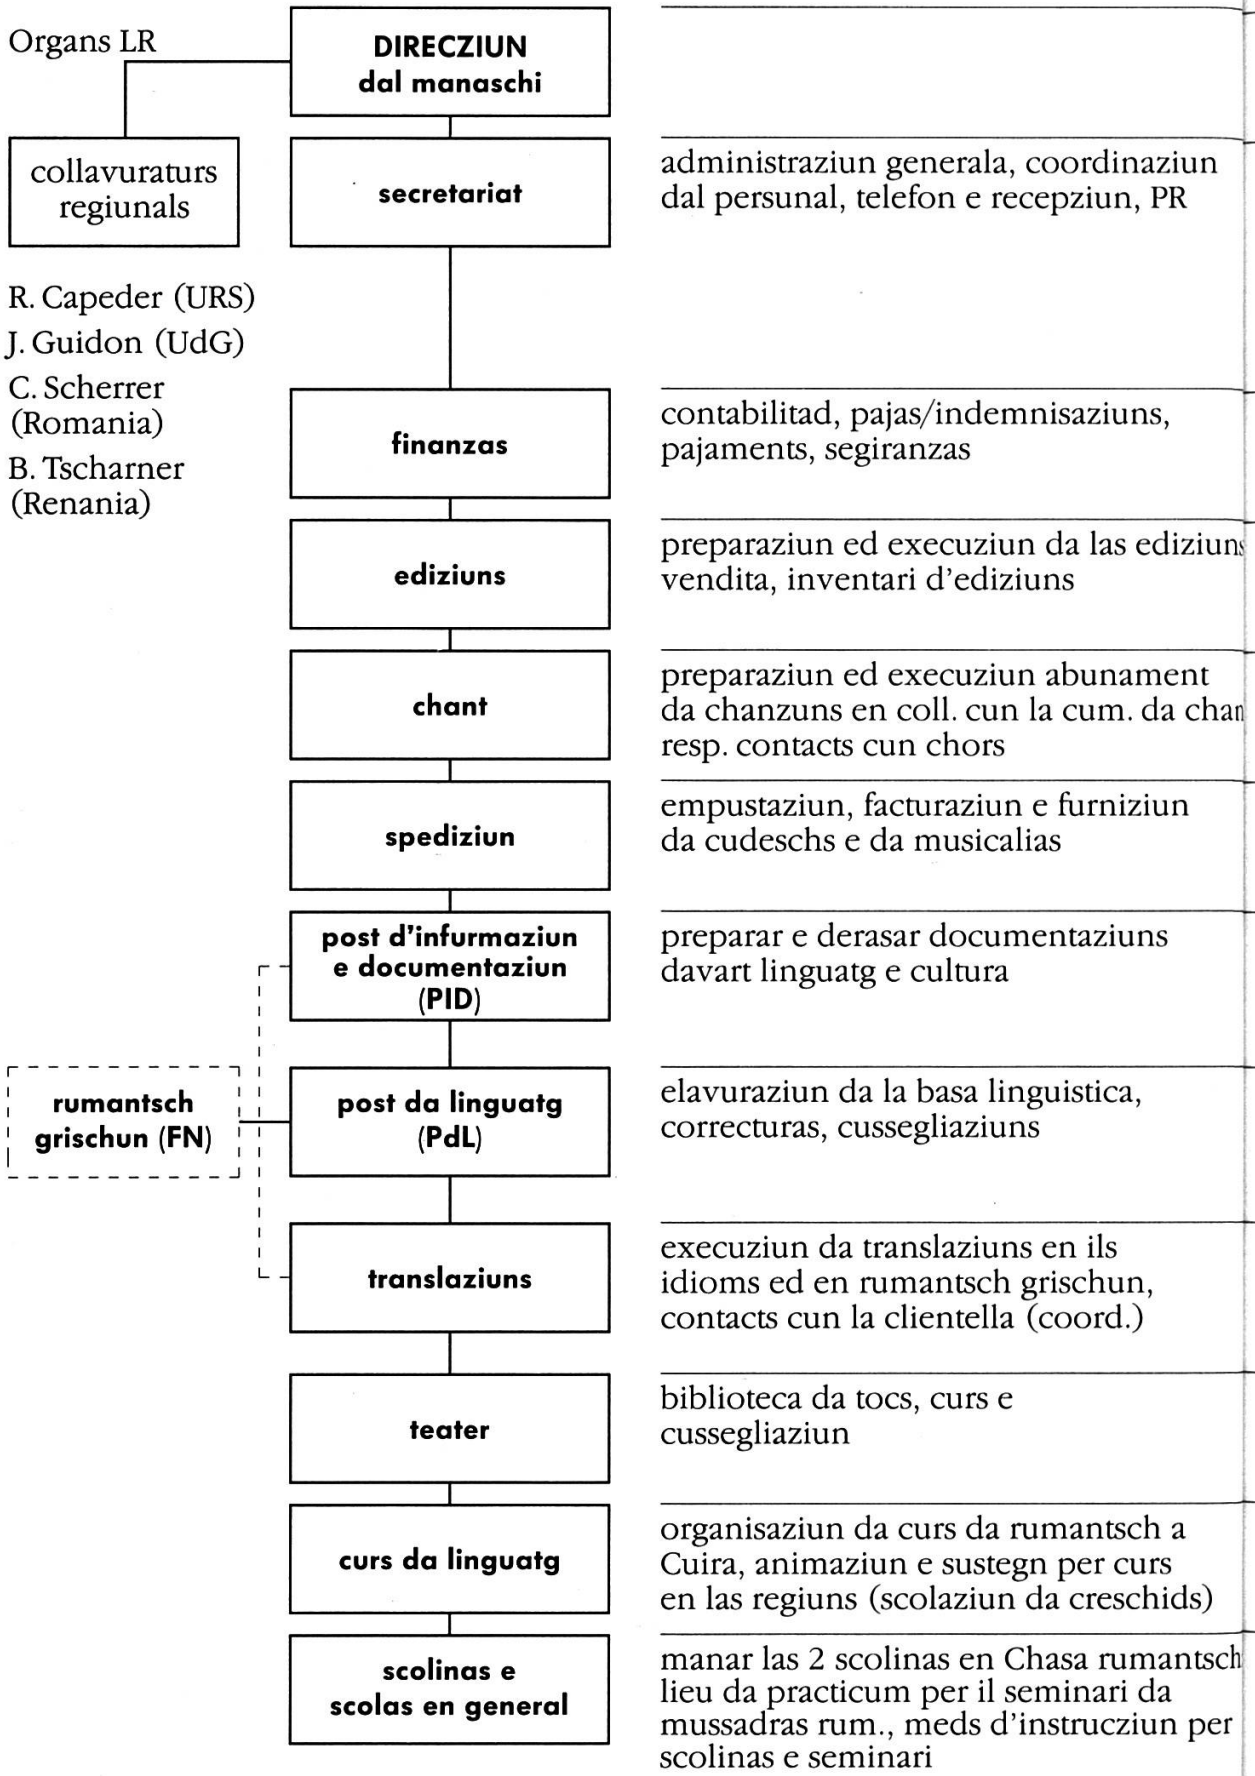 Organs LR
DIRECZIUN
dal manaschi
collavuraturs
regiunals
secretariat
administraziun generala, coordinaziun
dal persunal, telefon e recepziun, PR
R. Capeder (URS)
J. Guidon (UdG)
C. Scherrer
(Romania)
B. Tscharner
(Renania)
finanzas
contabilitad, pajas/indemnisaziuns,
pajaments, segiranzas
ediziuns
preparaziun ed execuziun da las ediziuns
vendita, inventari d'ediziuns
chant
preparaziun ed execuziun abunament
da chanzuns en coll. cun la cum. da
resp. contacts cun chors
spediziun
empustaziun, facturaziun e furniziun
da cudeschs e da musicalias
post d'infurmaziun
e documentaziun
(PID)
preparar e derasar documentaziuns
davart linguatg e cultura
rumantsch
grischun (FN)
post da linguatg
(PdL)
elavuraziun da la basa linguistica,
correcturas, cussegliaziuns
translaziuns
execuziun da translaziuns en ils
idioms ed en rumantsch grischun,
contacts cun la clientella (coord.)
teater
biblioteca da tocs, curs e
cussegliaziun
curs da linguatg
organisaziun da curs da rumantsch a
Cuira, animaziun e sustegn per curs
en las regiuns (scolaziun da creschids)
scolinas e
scolas en general
manar las 2 scolinas en Chasa rumantsch
lieu da practicum per il seminari da
mussadras rum., meds d'instrucziun per
scolinas e seminari